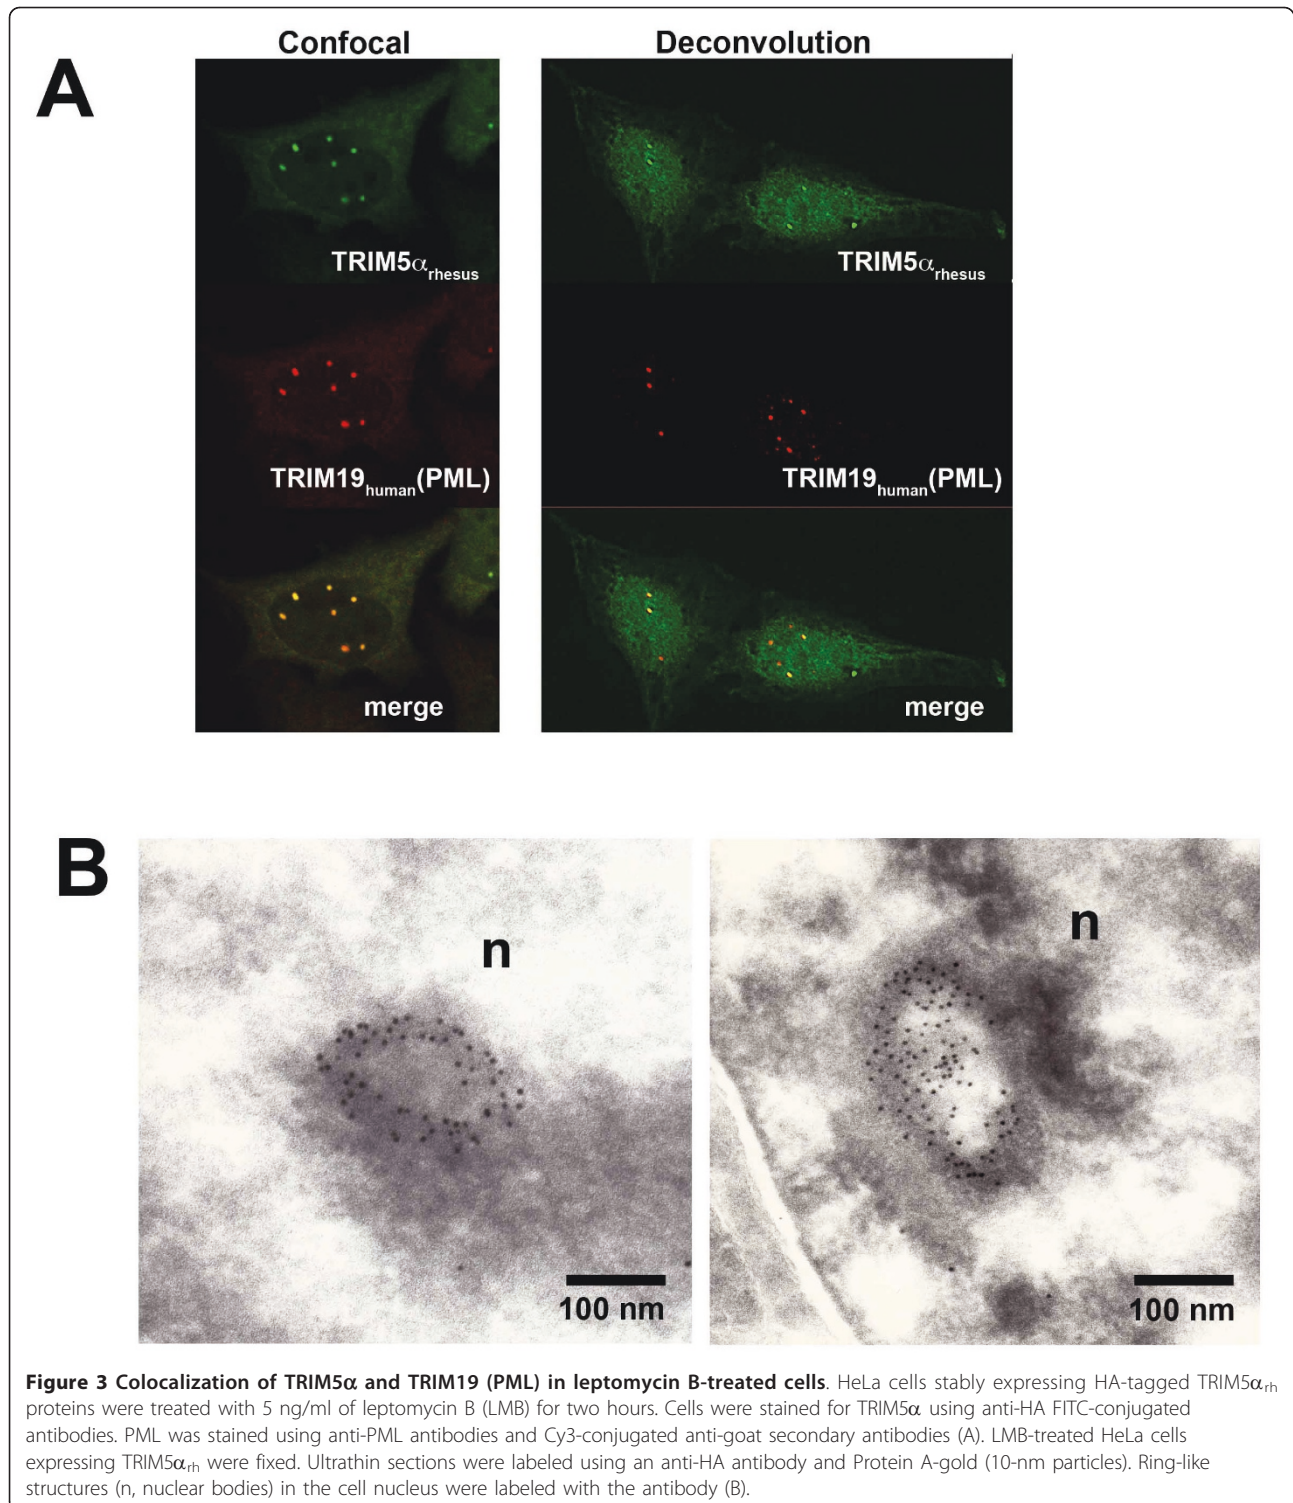 Confocal
Deconvolution
A
TRIM5αrhesus
TRIM5αrhesus
TRIM19human(PML)
TRIM19human(PML)
merge
merge
B
n
n
100 nm
100 nm
Figure 3 Colocalization of TRIM5α and TRIM19 (PML) in leptomycin B-treated cells. HeLa cells stably expressing HA-tagged TRIM5αrh
proteins were treated with 5 ng/ml of leptomycin B (LMB) for two hours. Cells were stained for TRIM5α using anti-HA FITC-conjugated
antibodies. PML was stained using anti-PML antibodies and Cy3-conjugated anti-goat secondary antibodies (A). LMB-treated HeLa cells
expressing TRIM5αrh were fixed. Ultrathin sections were labeled using an anti-HA antibody and Protein A-gold (10-nm particles). Ring-like
structures (n, nuclear bodies) in the cell nucleus were labeled with the antibody (B).